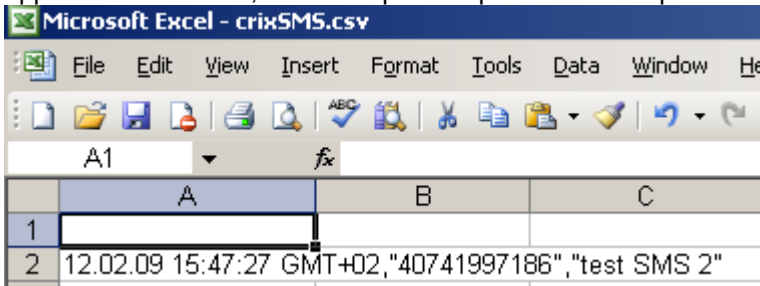 Microsoft Excel - crixSMS.csv
File Edit View Insert Format Tools Data Window
A1 fx
A B C
1
2 12.02.09 15:47:27 GMT+02,"40741997186","test SMS 2"